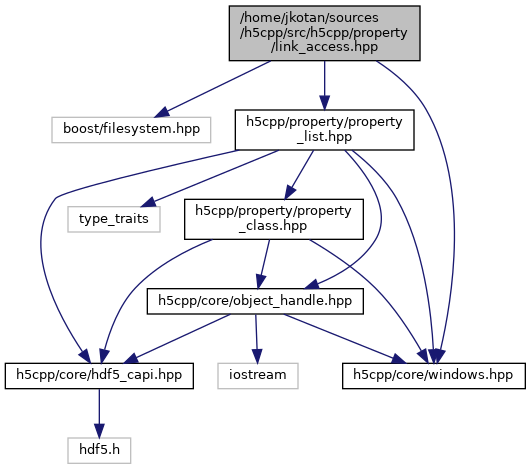 /home/jkotan/sources
/h5cpp/src/h5cpp/property
/link_access.hpp
boost/filesystem.hpp
h5cpp/property/property
_list.hpp
type_traits
h5cpp/property/property
_class.hpp
h5cpp/core/object_handle.hpp
h5cpp/core/hdf5_capi.hpp
iostream
h5cpp/core/windows.hpp
hdf5.h